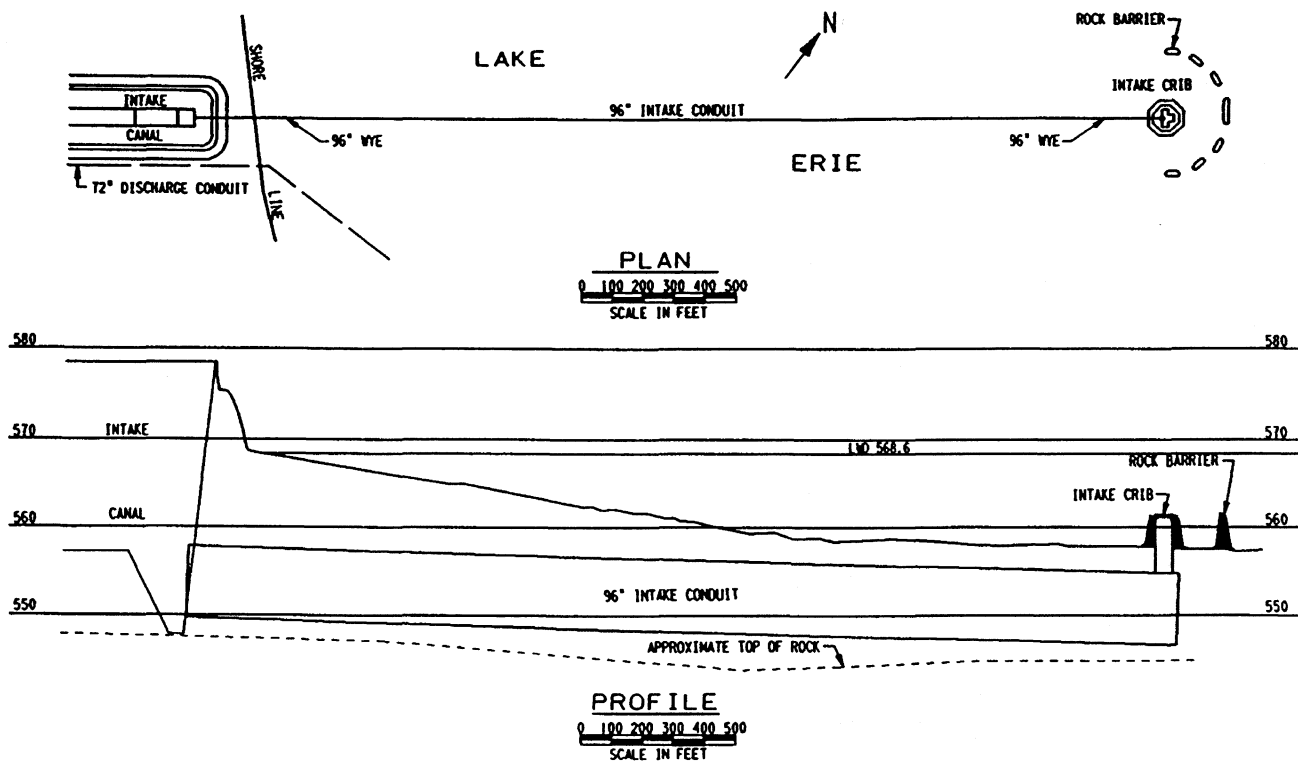 ROCK BARRIER
N
LAKE
SHORE
INTAKE CRIB
INTAKE
96" INTAKE CONDUIT
CANAL
96" WYE
96" WYE
ERIE
72" DISCHARGE CONDUIT
LINE
PLAN
0 100 200 300 400 500
SCALE IN FEET
580 580
570 INTAKE 570
LWD 568.6
ROCK BARRIER
INTAKE CRIB
560 CANAL 560
96" INTAKE CONDUIT
550 550
APPROXIMATE TOP OF ROCK
PROFILE
0 100 200 300 400 500
SCALE IN FEET